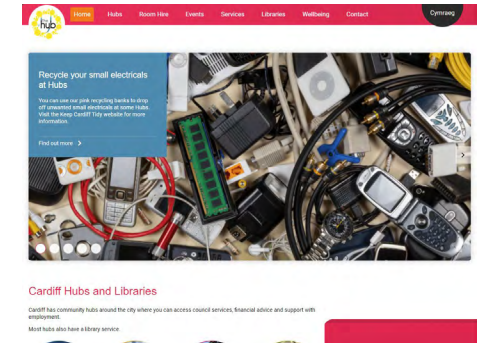 hyb
Home Hubs Room Hire Events Services Libraries Wellbeing Contact Cymraeg
Recycle your small electricals
at Hubs
You can use our pink recycling banks to drop
off unwanted small electricals at some Hubs.
Visit the Keep Cardiff Tidy website for more
information.
Find out more >
Cardiff Hubs and Libraries
Cardiff has community hubs around the city where you can access council services, financial advice and support with
employment.
Most hubs also have a library service.